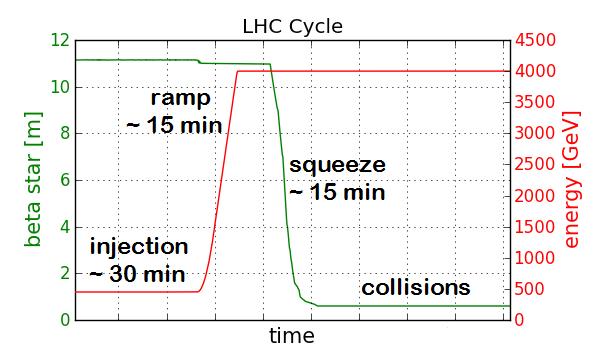 LHC Cycle
beta star [m]
12
10
8
6
4
2
0
ramp
~ 15 min
squeeze
~ 15 min
injection
~ 30 min
collisions
4500
4000
3500
3000
2500
2000
1500
1000
500
0
energy [GeV]
time